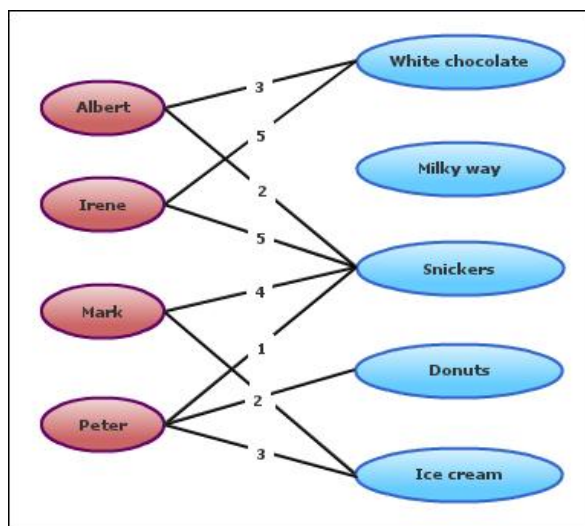 White chocolate
Albert
3
5
Milky way
Irene
2
5
Snickers
4
Mark
1
Donuts
2
Peter
3
Ice cream